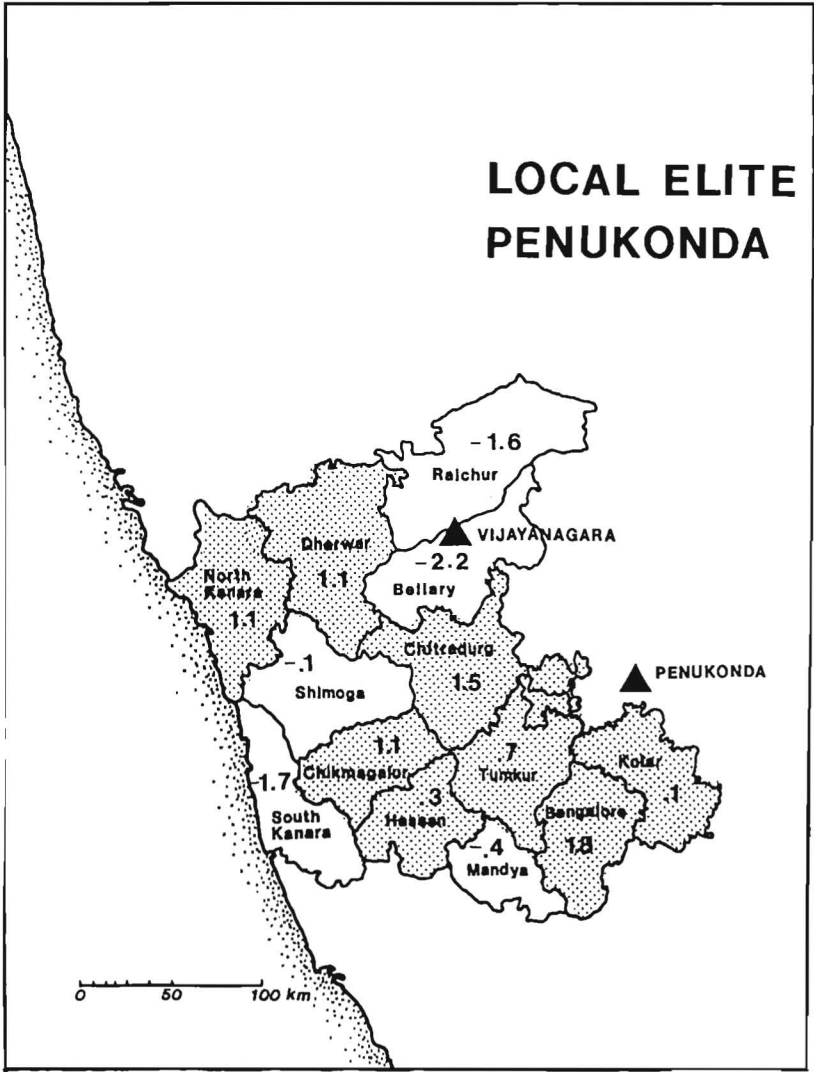 LOCAL ELITE
PENUKONDA
-1.6
Raichur
VIJAYANAGARA
Dharwar
1.1
-2.2
Bellary
North
Kanara
1.1
Chitradurg
1.5
-.1
Shimoga
PENUKONDA
1.1
Chikmagalur
.7
Tumkur
Kolar
.1
-1.7
South
Kanara
.3
Hassan
Bangalore
1.8
-.4
Mandya
0 50 100 km